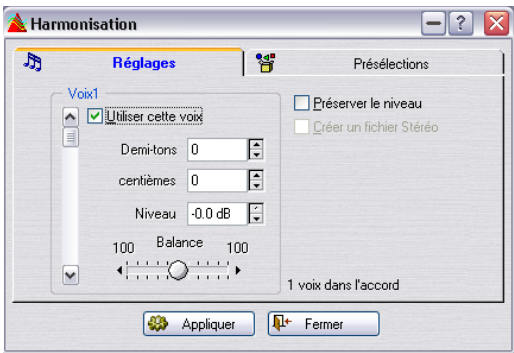 Harmonisation
Réglages
Présélections
Voix1
Utiliser cette voix
Demi-tons 0
centièmes 0
Niveau -0.0 dB
100 Balance 100
Préserver le niveau
Créer un fichier Stéréo
1 voix dans l'accord
Appliquer
Fermer